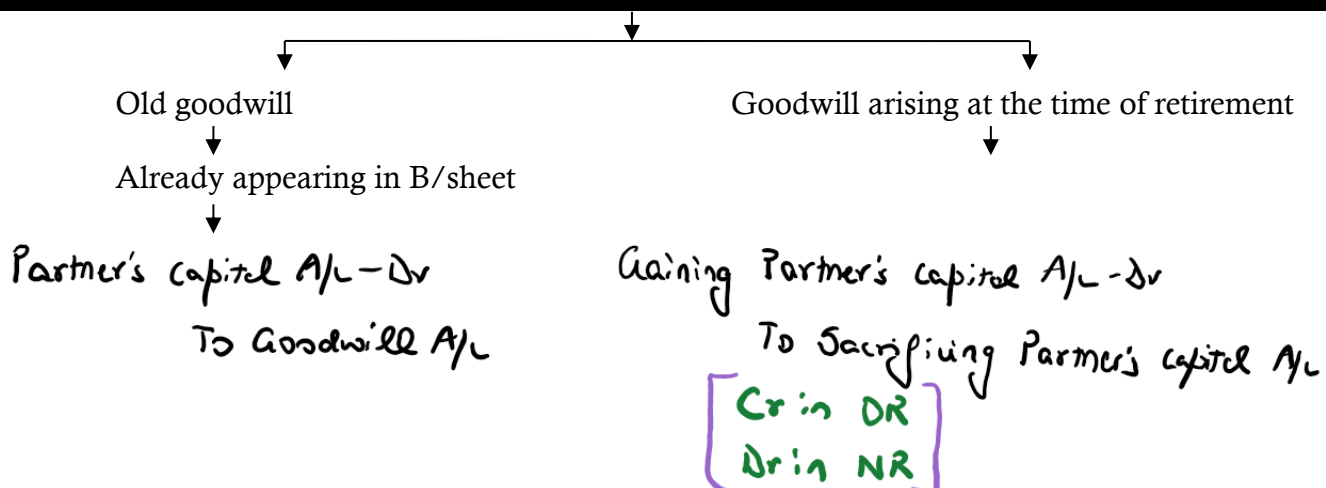 Old goodwill
Already appearing in B/sheet
Partner's capital A/c - Dr
To Goodwill A/c
Goodwill arising at the time of retirement
Gaining Partner's capital A/c - Dr
To Sacrificing Partner's capital A/c
Cr in OR
Dr in NR